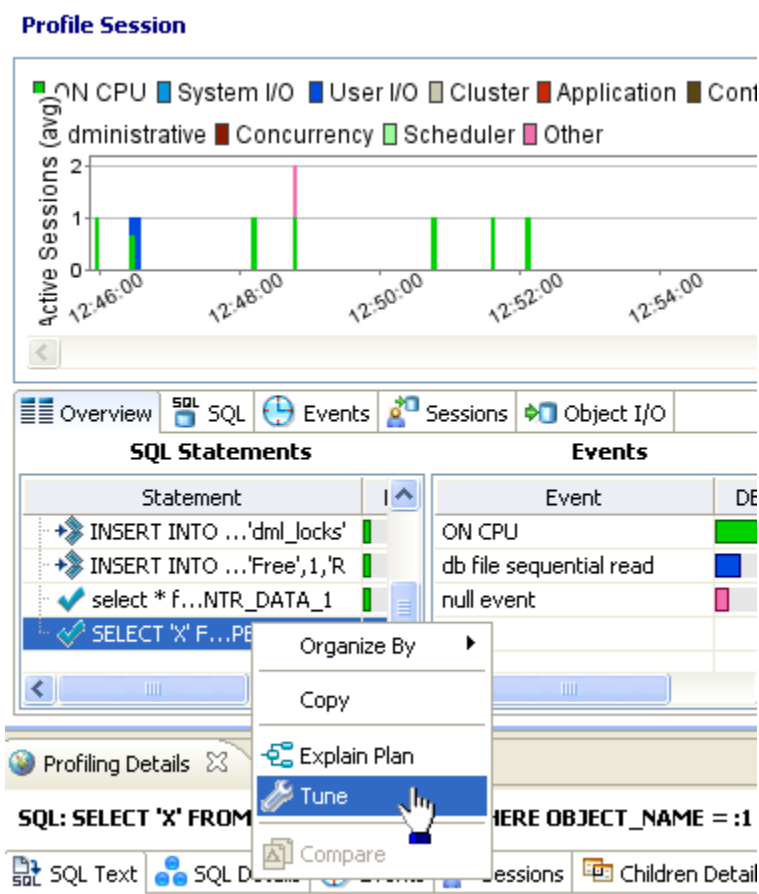 Profile Session
ON CPU System I/O User I/O Cluster Application
dministrative Concurrency Scheduler Other
Active Sessions (avg)
2
1
0
12:46:00 12:48:00 12:50:00 12:52:00 12:54:00
Overview SQL SQL Events Sessions Object I/O
SQL Statements Events
Statement Event
INSERT INTO ...'dml_locks' ON CPU
INSERT INTO ...'Free',1,'R db file sequential read
select * f...NTR_DATA_1 null event
SELECT 'X' F...PE
Organize By
Copy
Explain Plan
Tune
Compare
Profiling Details
SQL: SELECT 'X' FROM HERE OBJECT_NAME = :1
SQL SQL Text SQL Events Sessions Children Detail